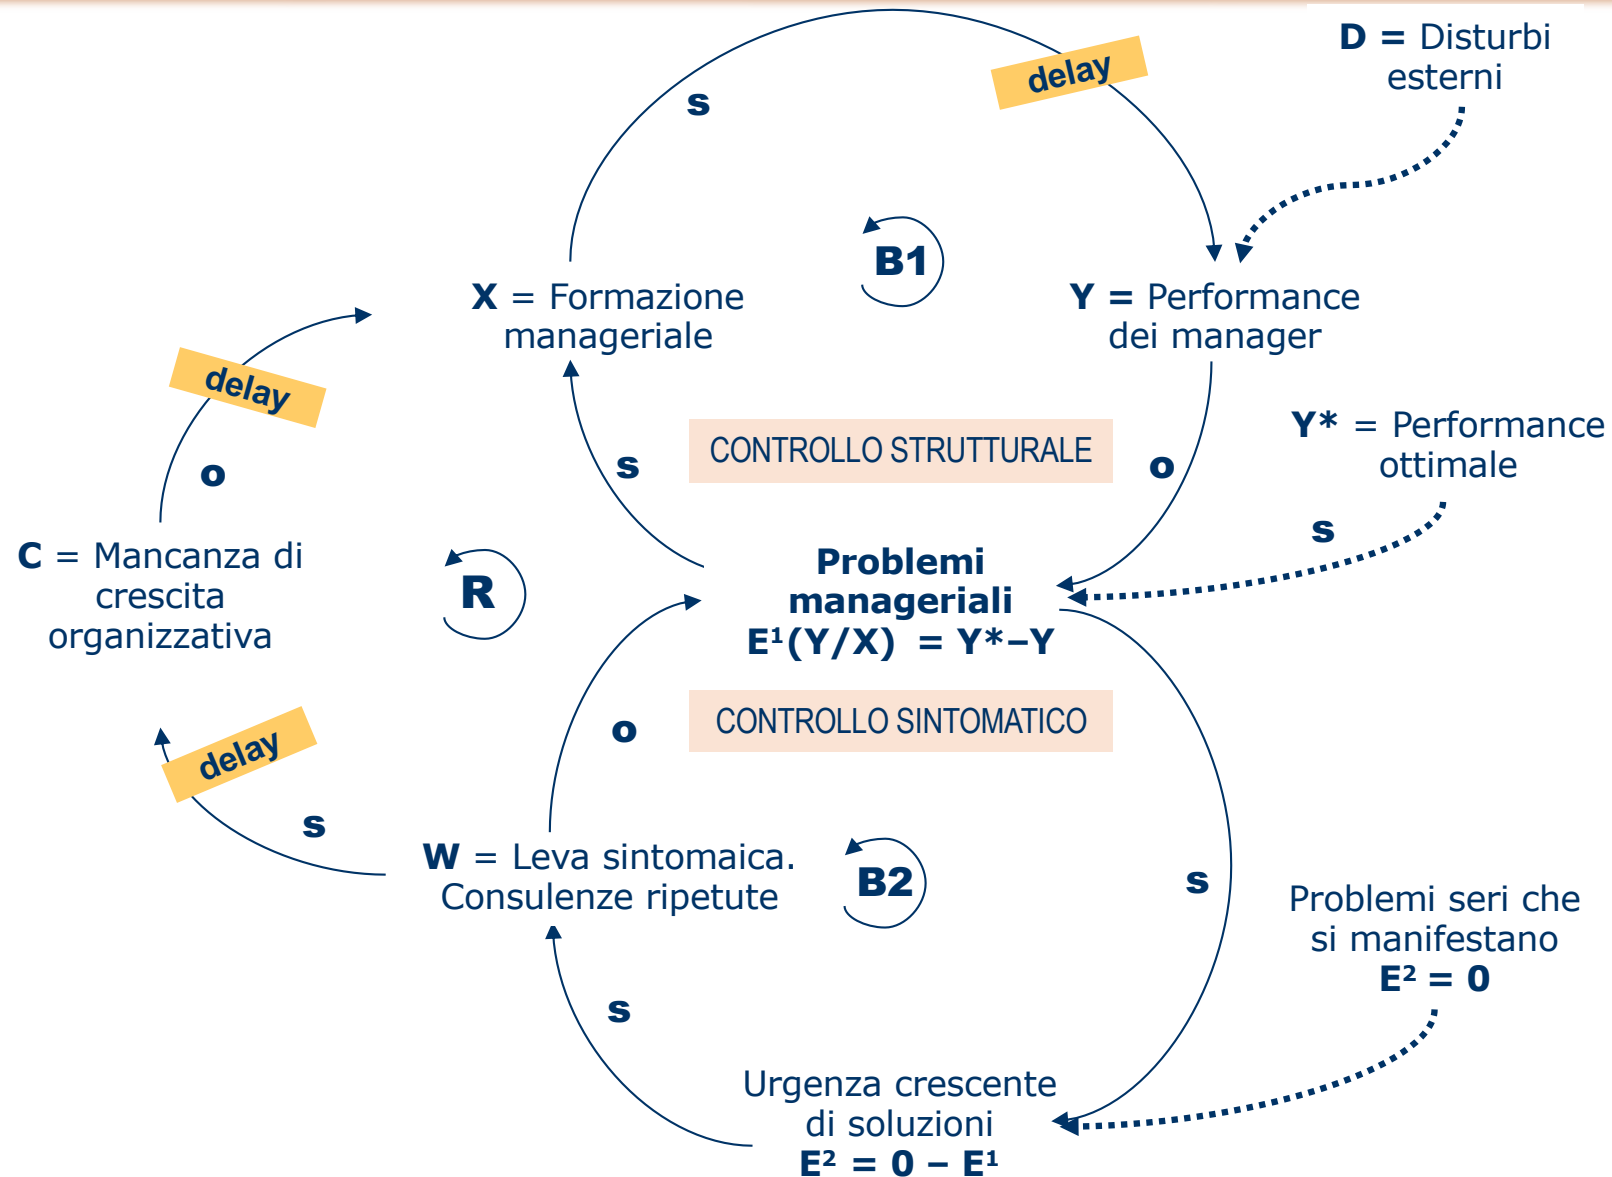 D = Disturbi
esterni
delay
s
B1
X = Formazione
manageriale
Y = Performance
dei manager
delay
Y* = Performance
ottimale
CONTROLLO STRUTTURALE
s
o
o
s
C = Mancanza di
crescita
organizzativa
R
Problemi
manageriali
E¹(Y/X) = Y*–Y
CONTROLLO SINTOMATICO
o
delay
s
W = Leva sintomaica.
Consulenze ripetute
B2
s
Problemi seri che
si manifestano
E² = 0
s
Urgenza crescente
di soluzioni
E² = 0 – E¹